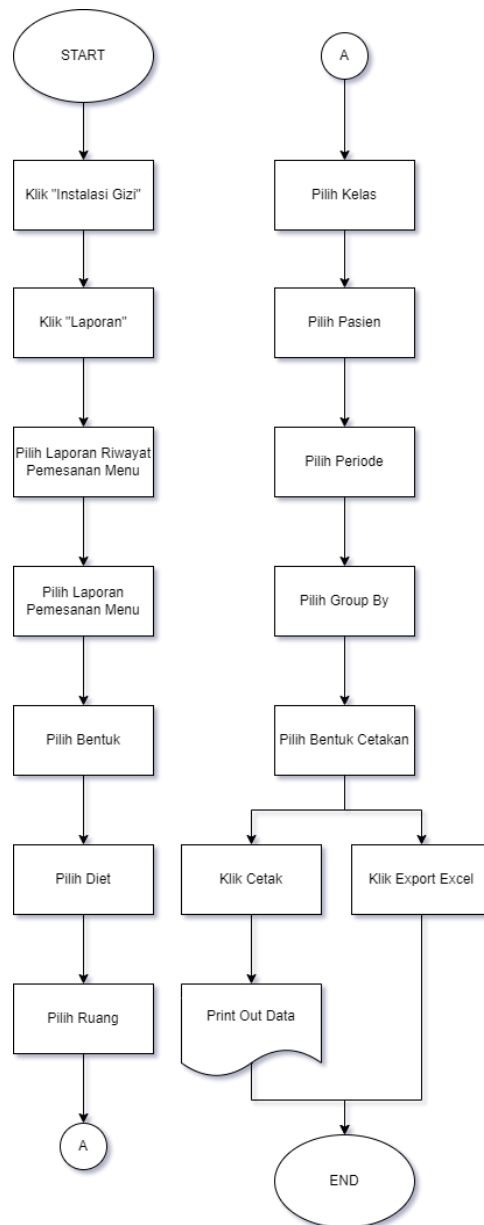 START
Klik "Instalasi Gizi"
Klik "Laporan"
Pilih Laporan Riwayat
Pemesanan Menu
Pilih Laporan
Pemesanan Menu
Pilih Bentuk
Pilih Diet
Pilih Ruang
A
A
Pilih Kelas
Pilih Pasien
Pilih Periode
Pilih Group By
Pilih Bentuk Cetakan
Klik Cetak
Klik Export Excel
Print Out Data
END